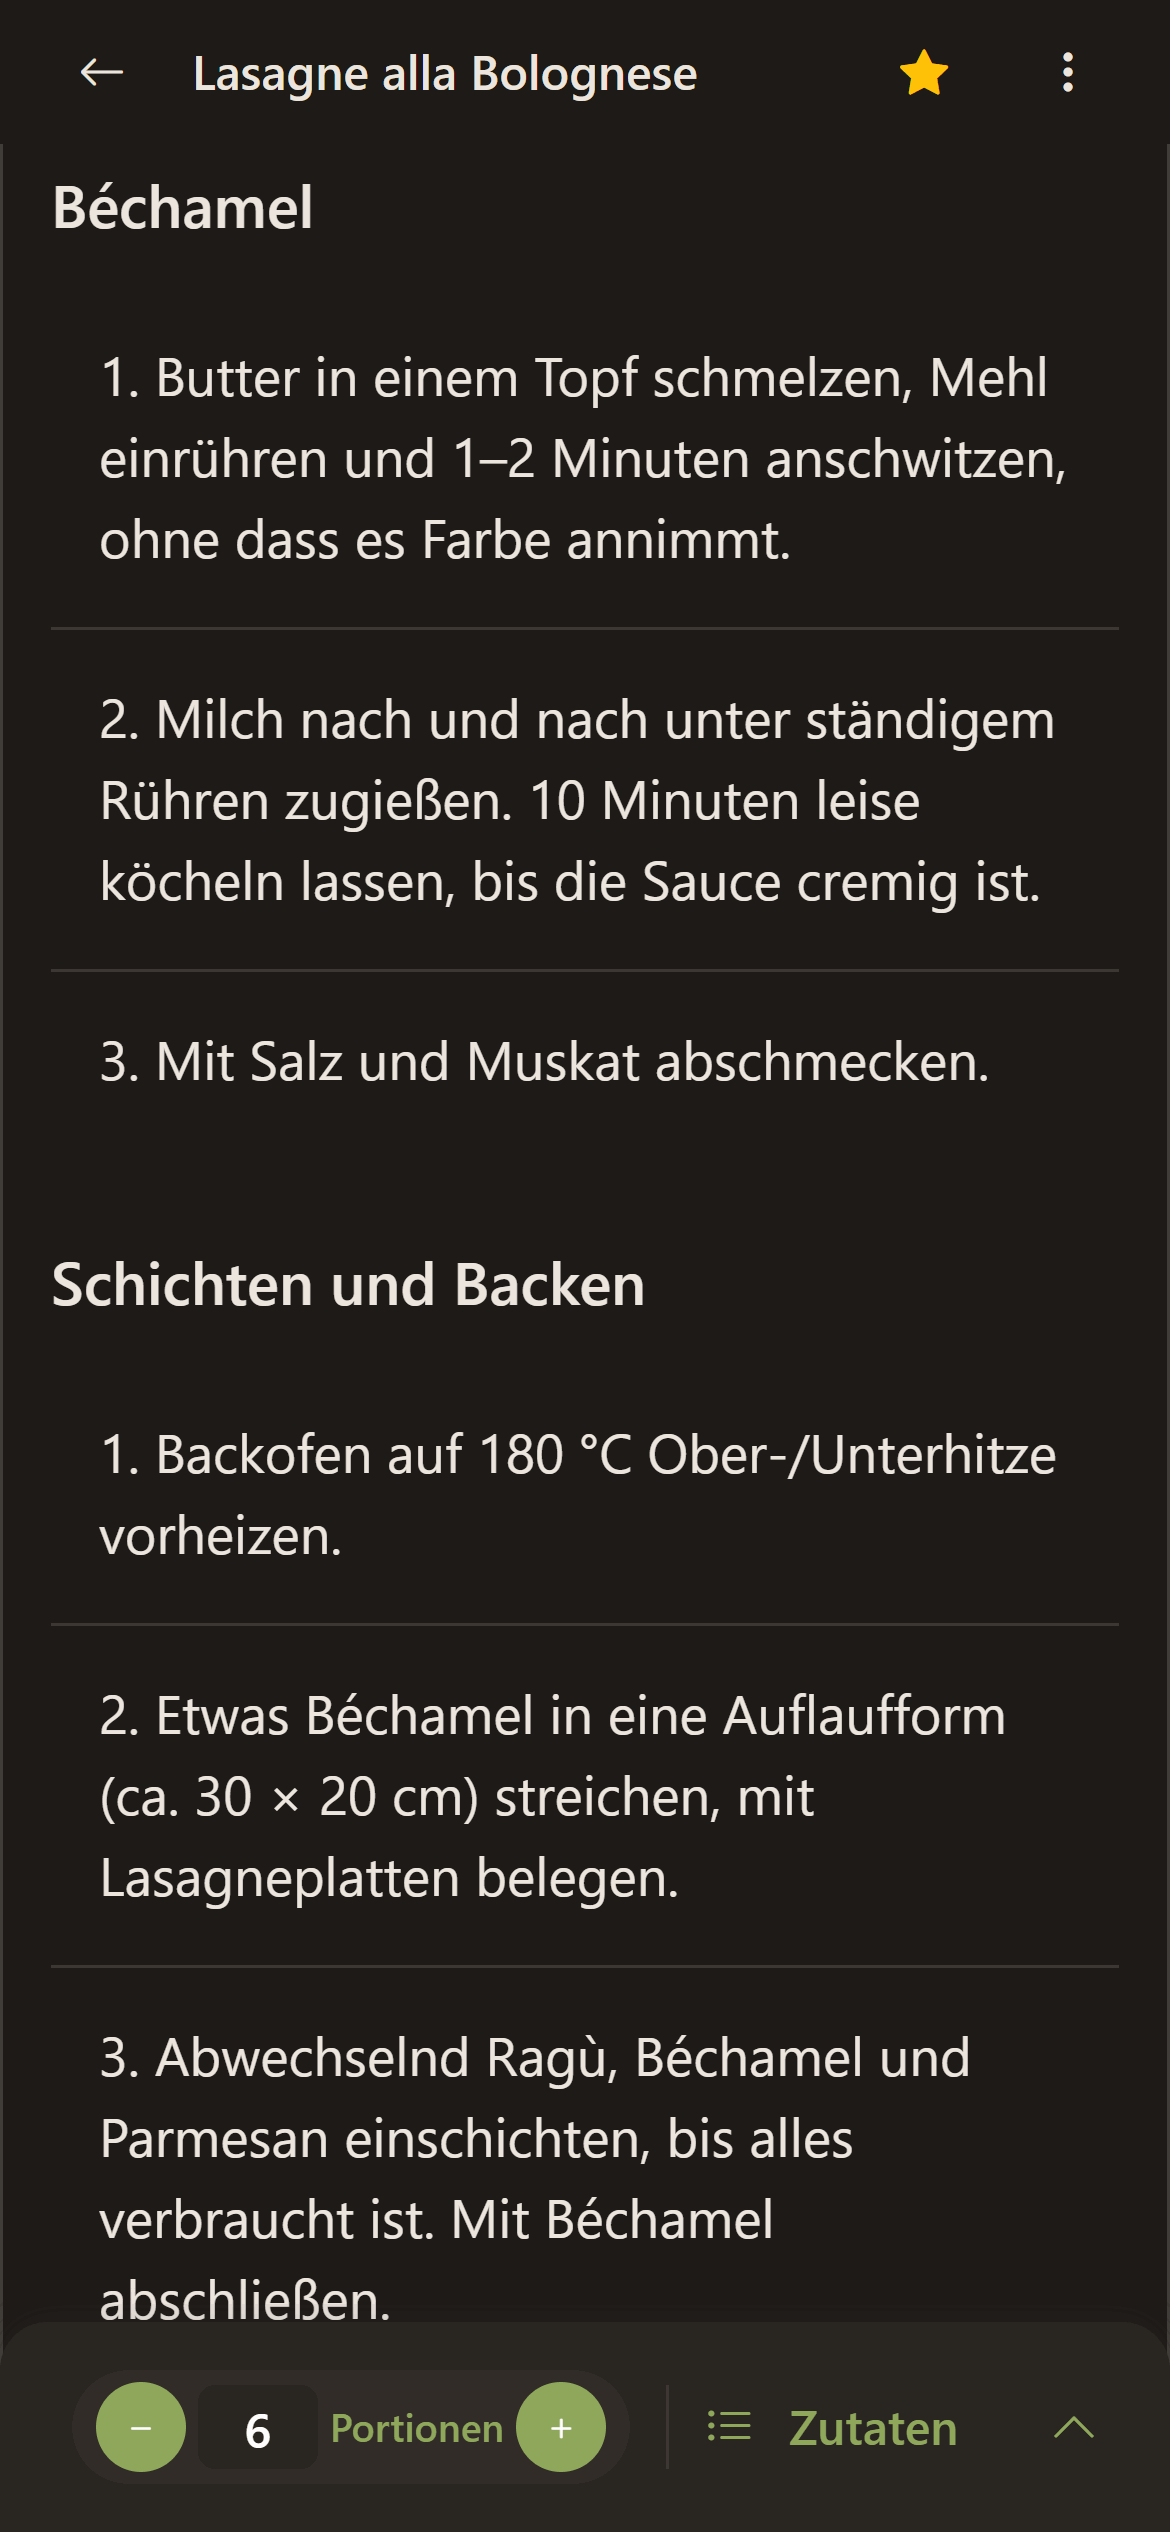 Lasagne alla Bolognese
Béchamel
1. Butter in einem Topf schmelzen, Mehl
einrühren und 1–2 Minuten anschwitzen,
ohne dass es Farbe annimmt.
2. Milch nach und nach unter ständigem
Rühren zugießen. 10 Minuten leise
köcheln lassen, bis die Sauce cremig ist.
3. Mit Salz und Muskat abschmecken.
Schichten und Backen
1. Backofen auf 180 °C Ober-/Unterhitze
vorheizen.
2. Etwas Béchamel in eine Auflaufform
(ca. 30 × 20 cm) streichen, mit
Lasagneplatten belegen.
3. Abwechselnd Ragù, Béchamel und
Parmesan einschichten, bis alles
verbraucht ist. Mit Béchamel
abschließen.
− 6 Portionen + Zutaten